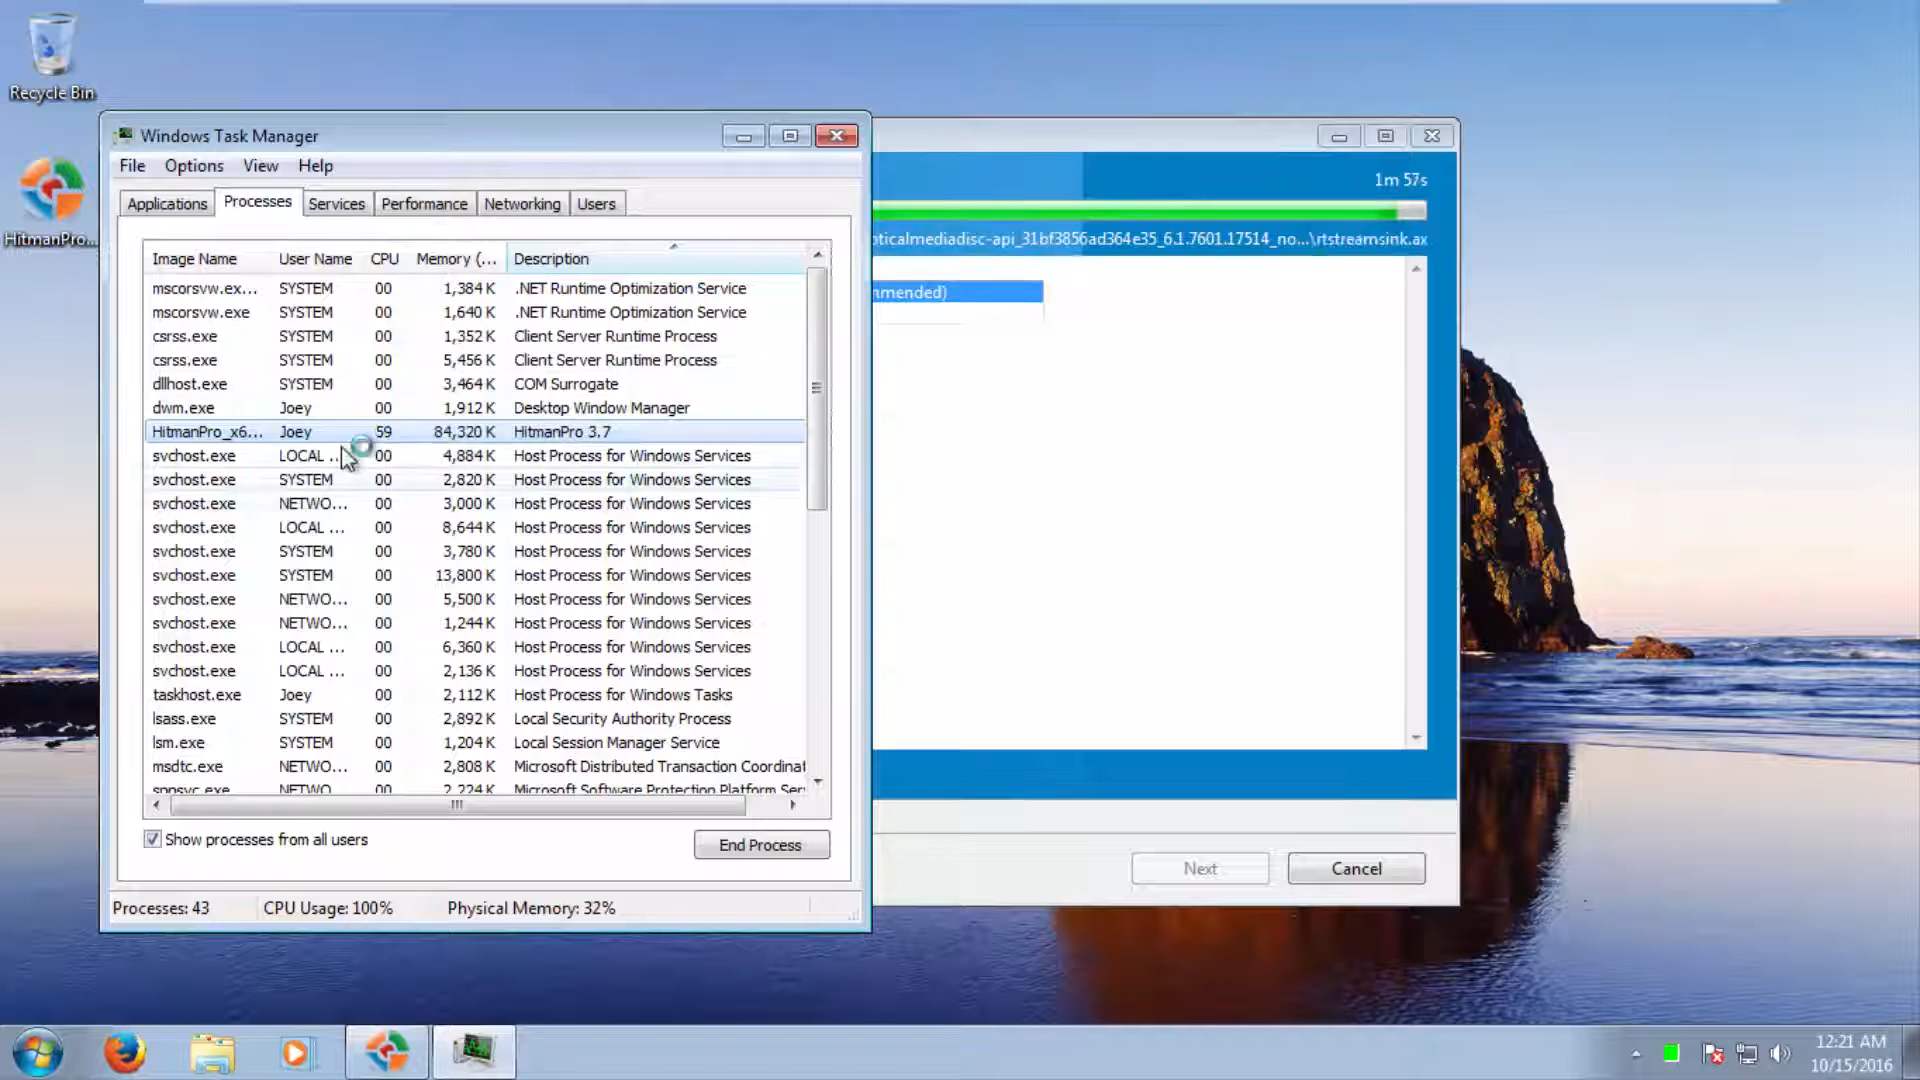 Recycle Bin
HitmanPro...
Windows Task Manager
File Options View Help
Applications Processes Services Performance Networking Users
Image Name User Name CPU Memory (... Description
mscorsvw.ex... SYSTEM 00 1,384 K .NET Runtime Optimization Service
mscorsvw.exe SYSTEM 00 1,640 K .NET Runtime Optimization Service
csrss.exe SYSTEM 00 1,352 K Client Server Runtime Process
csrss.exe SYSTEM 00 5,456 K Client Server Runtime Process
dllhost.exe SYSTEM 00 3,464 K COM Surrogate
dwm.exe Joey 00 1,912 K Desktop Window Manager
HitmanPro_x6... Joey 59 84,320 K HitmanPro 3.7
svchost.exe LOCAL ... 00 4,884 K Host Process for Windows Services
svchost.exe SYSTEM 00 2,820 K Host Process for Windows Services
svchost.exe NETWO... 00 3,000 K Host Process for Windows Services
svchost.exe LOCAL ... 00 8,644 K Host Process for Windows Services
svchost.exe SYSTEM 00 3,780 K Host Process for Windows Services
svchost.exe SYSTEM 00 13,800 K Host Process for Windows Services
svchost.exe NETWO... 00 5,500 K Host Process for Windows Services
svchost.exe NETWO... 00 1,244 K Host Process for Windows Services
svchost.exe LOCAL ... 00 6,360 K Host Process for Windows Services
svchost.exe LOCAL ... 00 2,136 K Host Process for Windows Services
taskhost.exe Joey 00 2,112 K Host Process for Windows Tasks
lsass.exe SYSTEM 00 2,892 K Local Security Authority Process
lsm.exe SYSTEM 00 1,204 K Local Session Manager Service
msdtc.exe NETWO... 00 2,808 K Microsoft Distributed Transaction Coordinat
sppsvc.exe NETWO 00 2,224 K Microsoft Software Protection Platform Ser
Show processes from all users
End Process
Processes: 43 CPU Usage: 100% Physical Memory: 32%
1m 57s
pticalmediadisc-api_31bf3856ad364e35_6.1.7601.17514_no...\rtstreamsink.ax
mmended)
Next Cancel
12:21 AM
10/15/2016